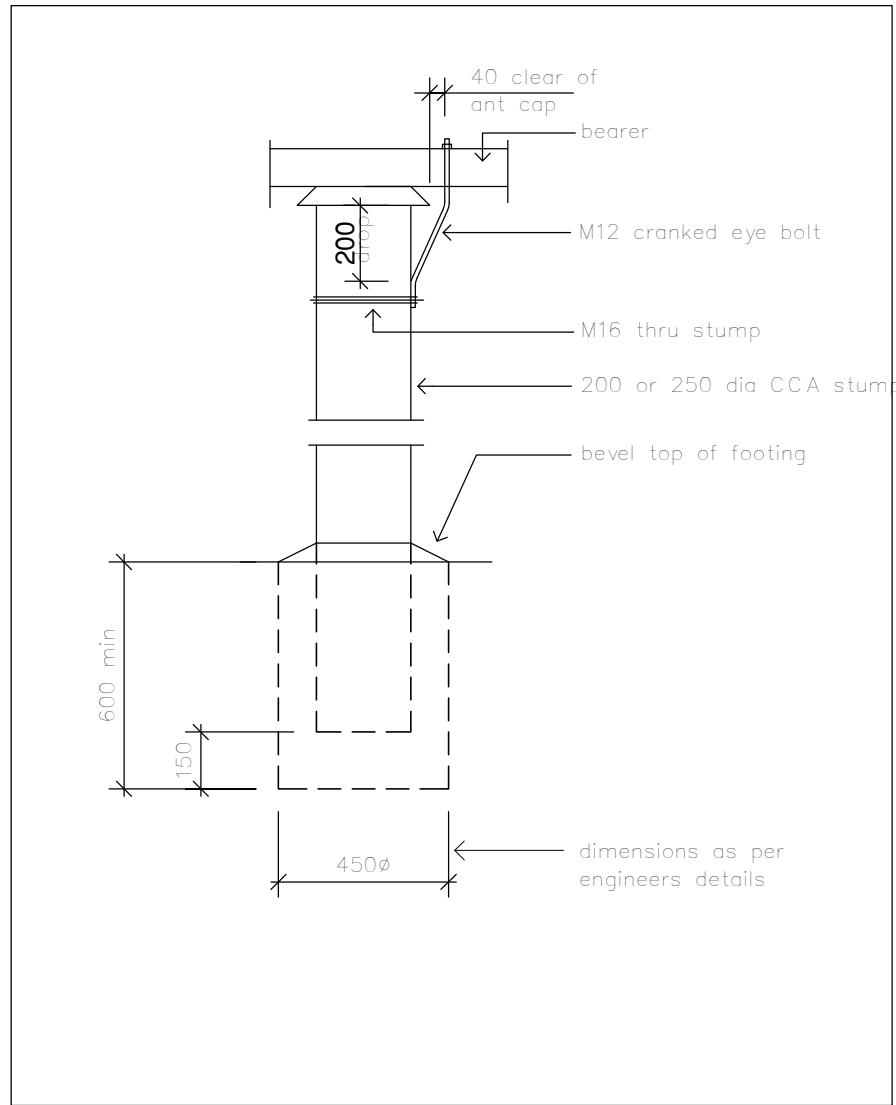 40 clear of
ant cap
bearer
200
drop
M12 cranked eye bolt
M16 thru stump
200 or 250 dia CCA stump
bevel top of footing
600 min
150
450ø
dimensions as per
engineers details